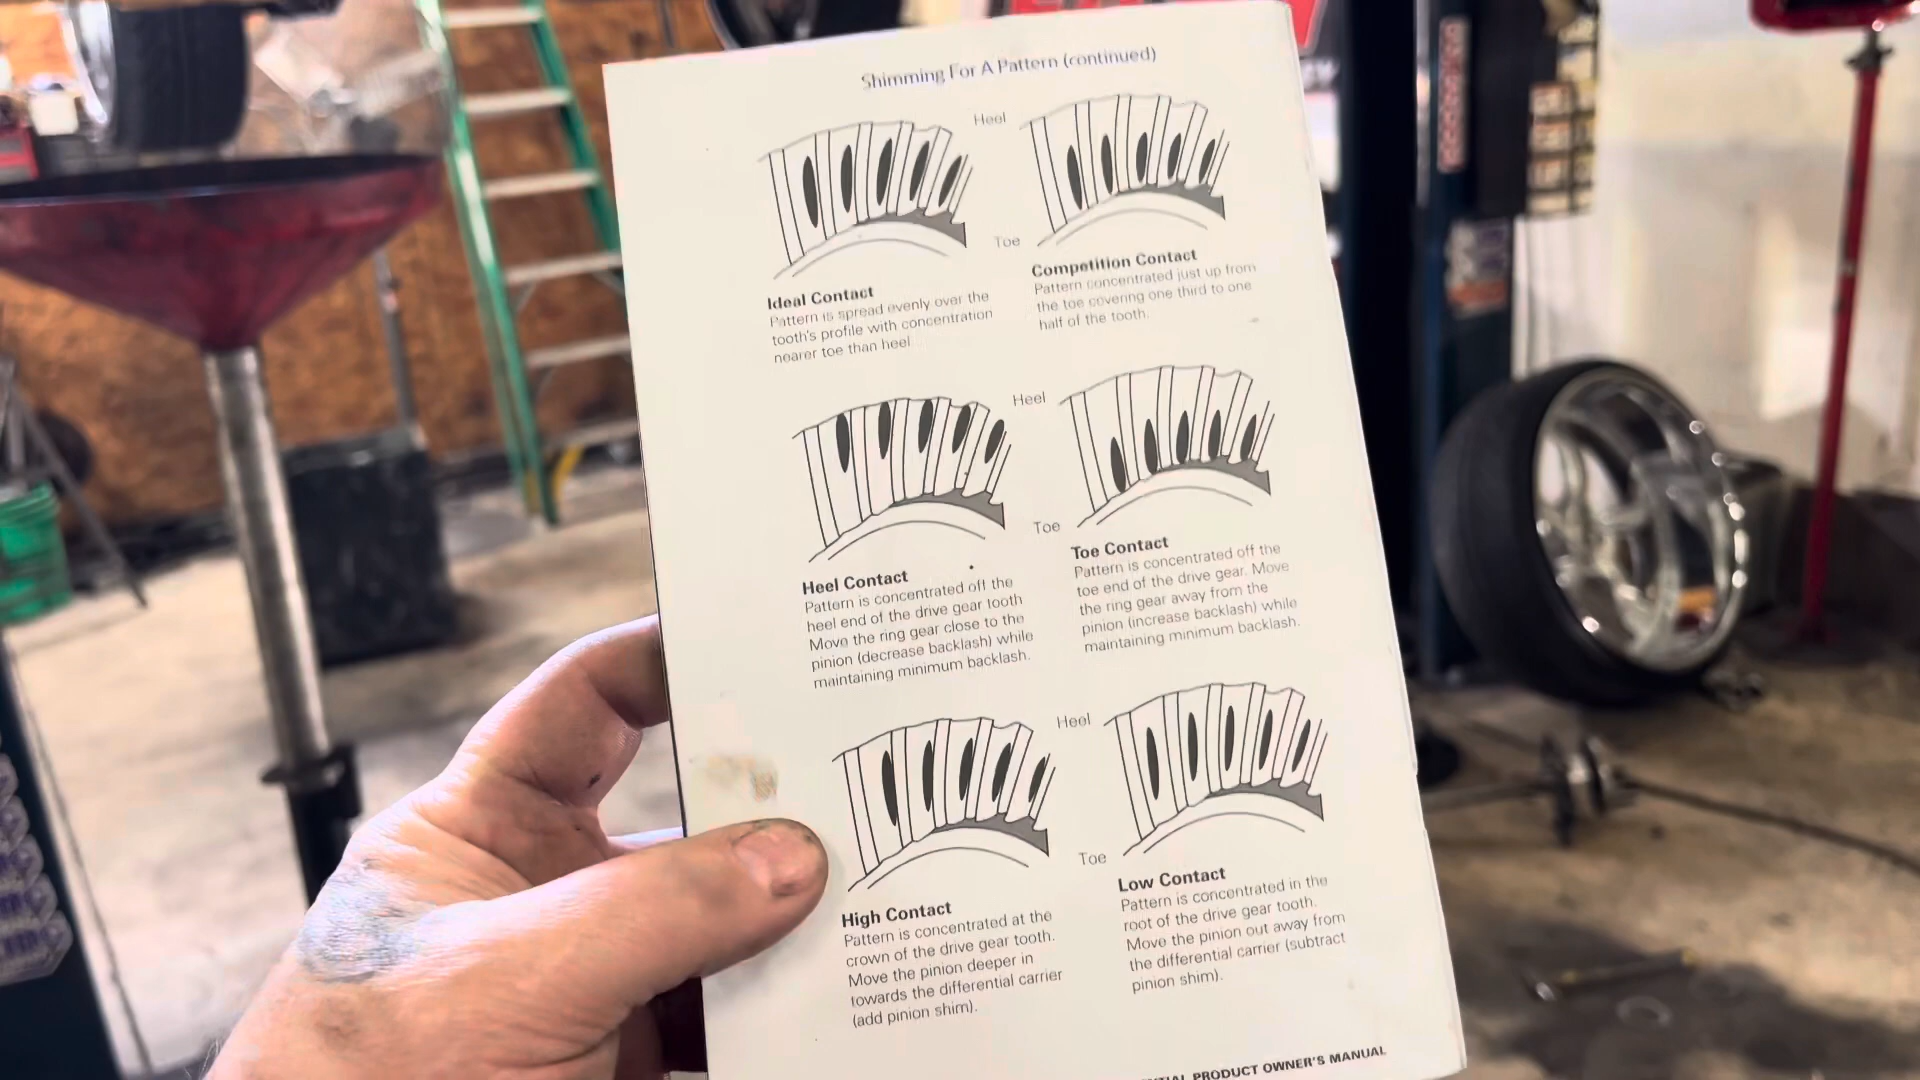 Shimming For A Pattern (continued)
Heel
Toe
Ideal Contact
Pattern is spread evenly over the
tooth's profile with concentration
nearer toe than heel
Competition Contact
Pattern concentrated just up from
the toe covering one third to one
half of the tooth.
Heel
Toe
Heel Contact
Pattern is concentrated off the
heel end of the drive gear tooth
Move the ring gear close to the
pinion (decrease backlash) while
maintaining minimum backlash.
Toe Contact
Pattern is concentrated off the
toe end of the drive gear. Move
the ring gear away from the
pinion (increase backlash) while
maintaining minimum backlash.
Heel
Toe
High Contact
Pattern is concentrated at the
crown of the drive gear tooth.
Move the pinion deeper in
towards the differential carrier
(add pinion shim).
Low Contact
Pattern is concentrated in the
root of the drive gear tooth.
Move the pinion out away from
the differential carrier (subtract
pinion shim).
PRODUCT OWNER'S MANUAL